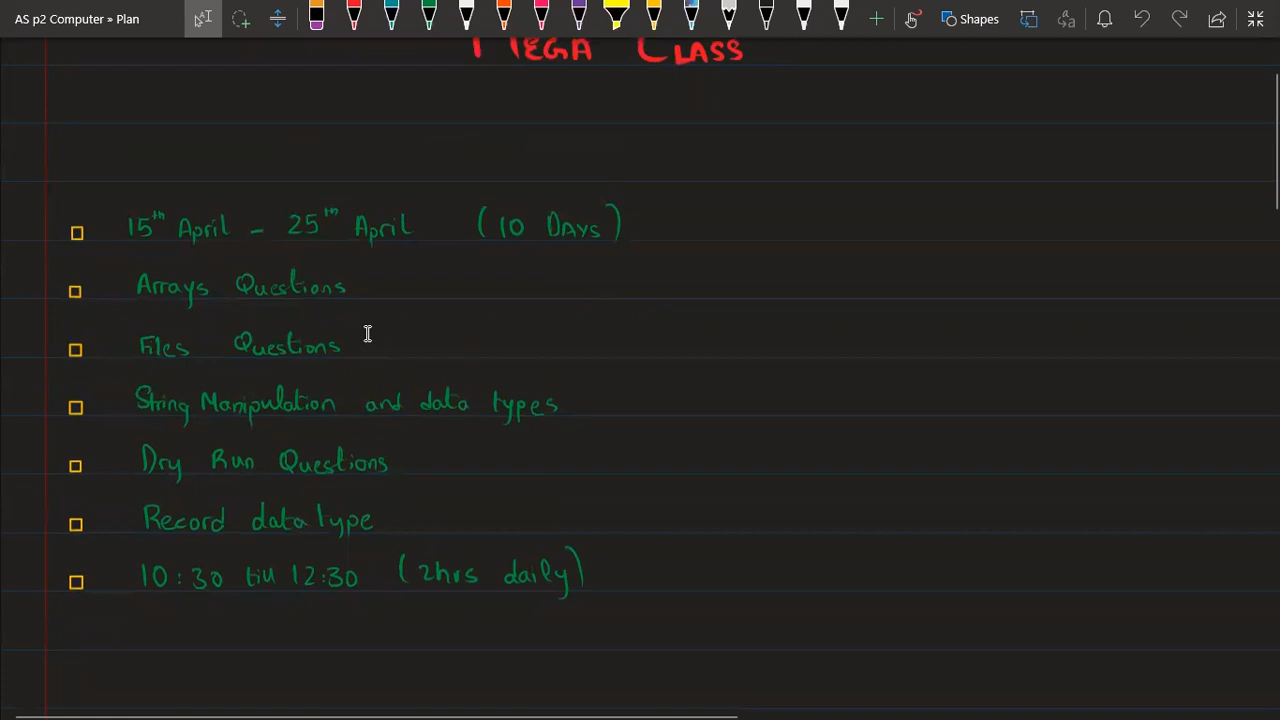 AS p2 Computer » Plan
Shapes
MEGA CLASS
15th April - 25th April (10 DAYS)
Arrays Questions
Files Questions
String Manipulation and data types
Dry Run Questions
Record data type
10:30 till 12:30 (2hrs daily)